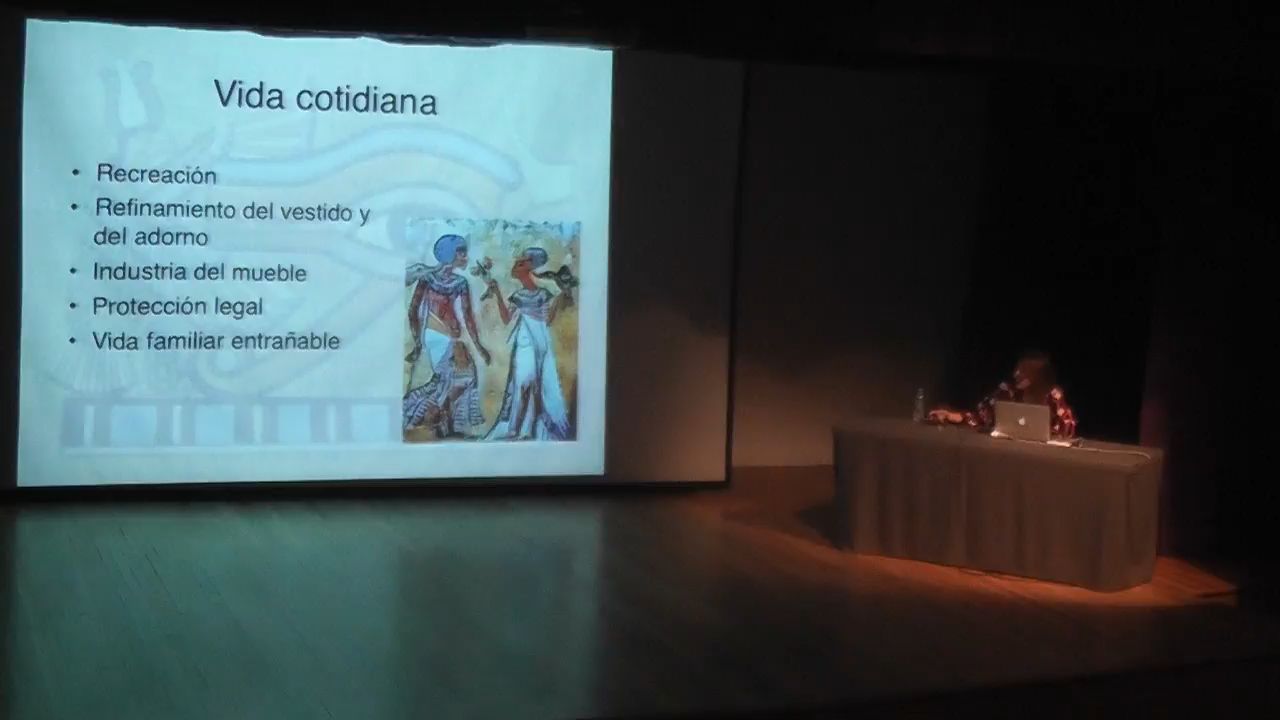 Vida cotidiana
• Recreación
• Refinamiento del vestido y
del adorno
• Industria del mueble
• Protección legal
• Vida familiar entrañable